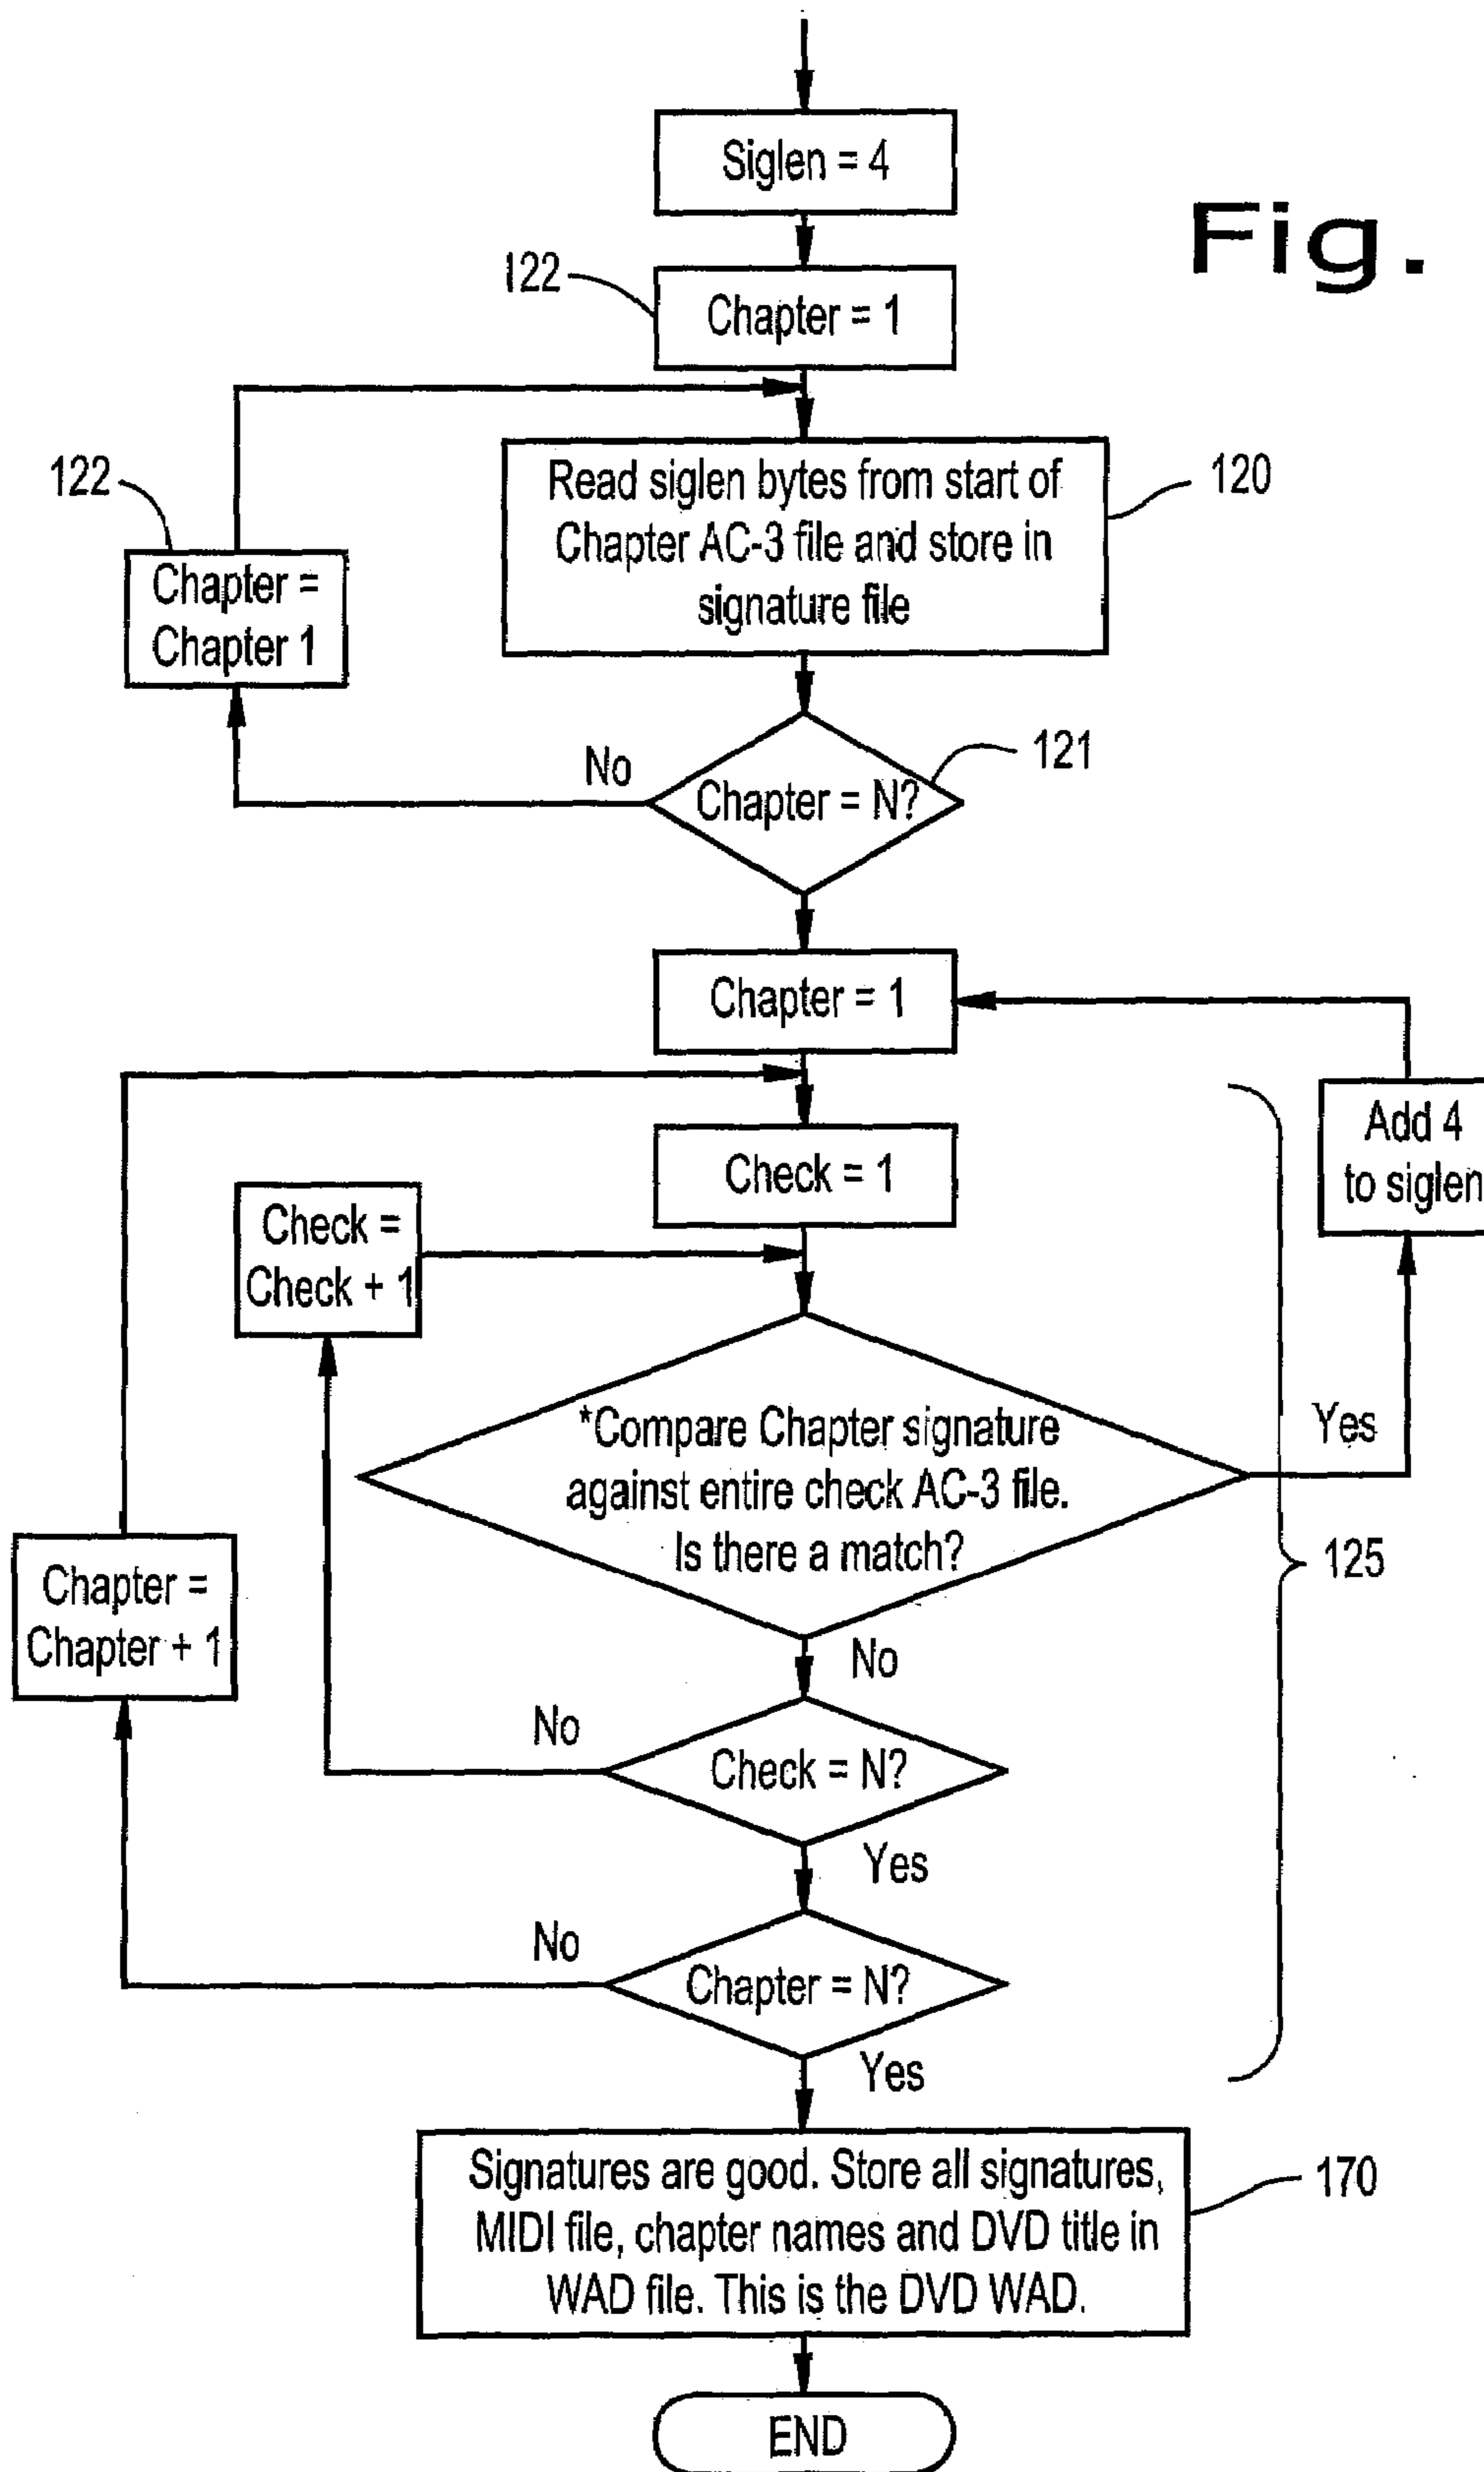 Siglen = 4
Fig.
122
Chapter = 1
122
Read siglen bytes from start of
Chapter AC-3 file and store in
signature file
120
Chapter =
Chapter 1
No
Chapter = N?
121
Chapter = 1
Check = 1
Add 4
to siglen
Check =
Check + 1
*Compare Chapter signature
against entire check AC-3 file.
Is there a match?
Yes
125
Chapter =
Chapter + 1
No
No
Check = N?
Yes
No
Chapter = N?
Yes
Signatures are good. Store all signatures,
MIDI file, chapter names and DVD title in
WAD file. This is the DVD WAD.
170
END